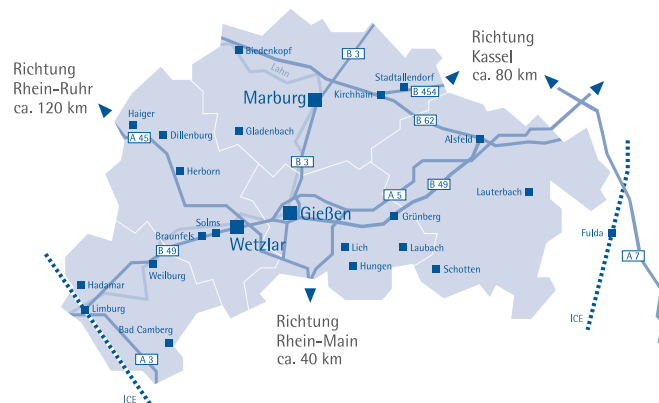 Biedenkopf
B 3
Lahn
Richtung
Kassel
ca. 80 km
Richtung
Rhein-Ruhr
ca. 120 km
Stadtallendorf
B 454
Marburg
Kirchhain
Haiger
A 45
Dillenburg
Gladenbach
B 62
Alsfeld
Herborn
B 3
A 5
B 49
Lauterbach
Gießen
Grünberg
Solms
Braunfels
Wetzlar
Fulda
B 49
Lich
Laubach
A 7
Weilburg
Hungen
Schotten
Hadamar
Limburg
ICE
Bad Camberg
Richtung
Rhein-Main
ca. 40 km
A 3
ICE